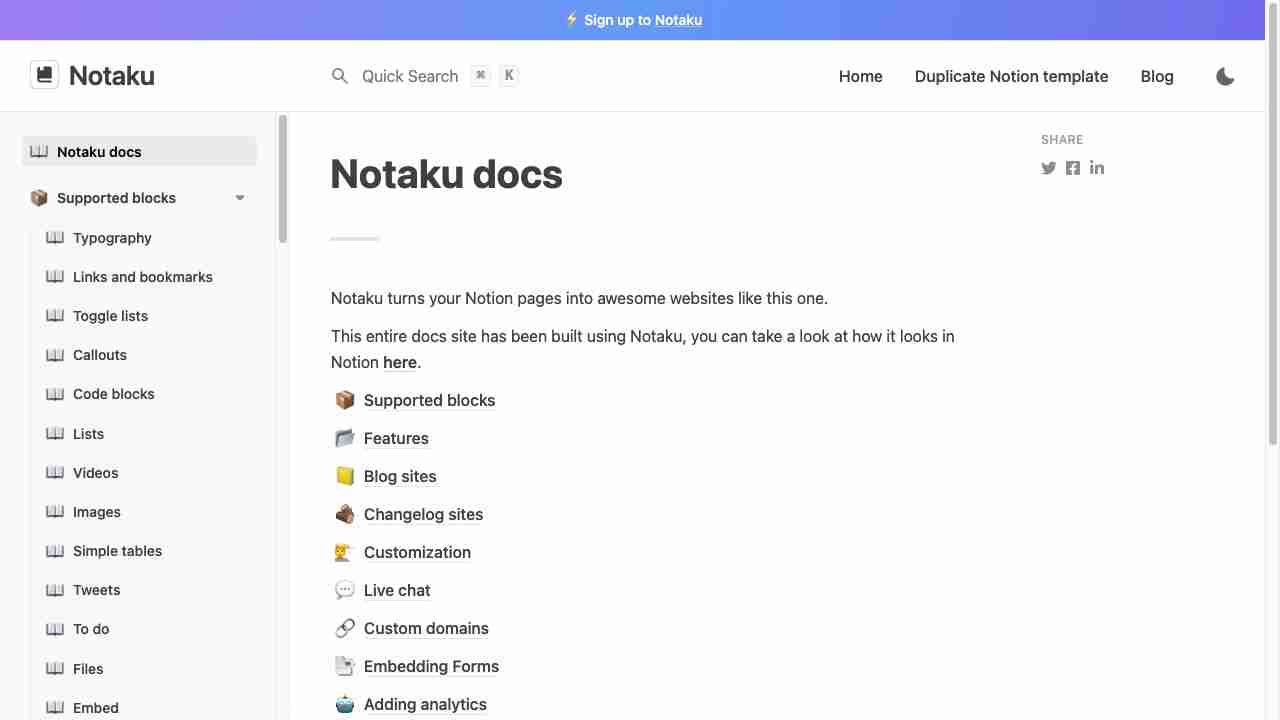 ⚡ Sign up to Notaku
Notaku
Quick Search ⌘ K
Home
Duplicate Notion template
Blog
Notaku docs
Supported blocks
Typography
Links and bookmarks
Toggle lists
Callouts
Code blocks
Lists
Videos
Images
Simple tables
Tweets
To do
Files
Embed
Notaku docs
Notaku turns your Notion pages into awesome websites like this one.
This entire docs site has been built using Notaku, you can take a look at how it looks in
Notion here.
Supported blocks
Features
Blog sites
Changelog sites
Customization
Live chat
Custom domains
Embedding Forms
Adding analytics
SHARE